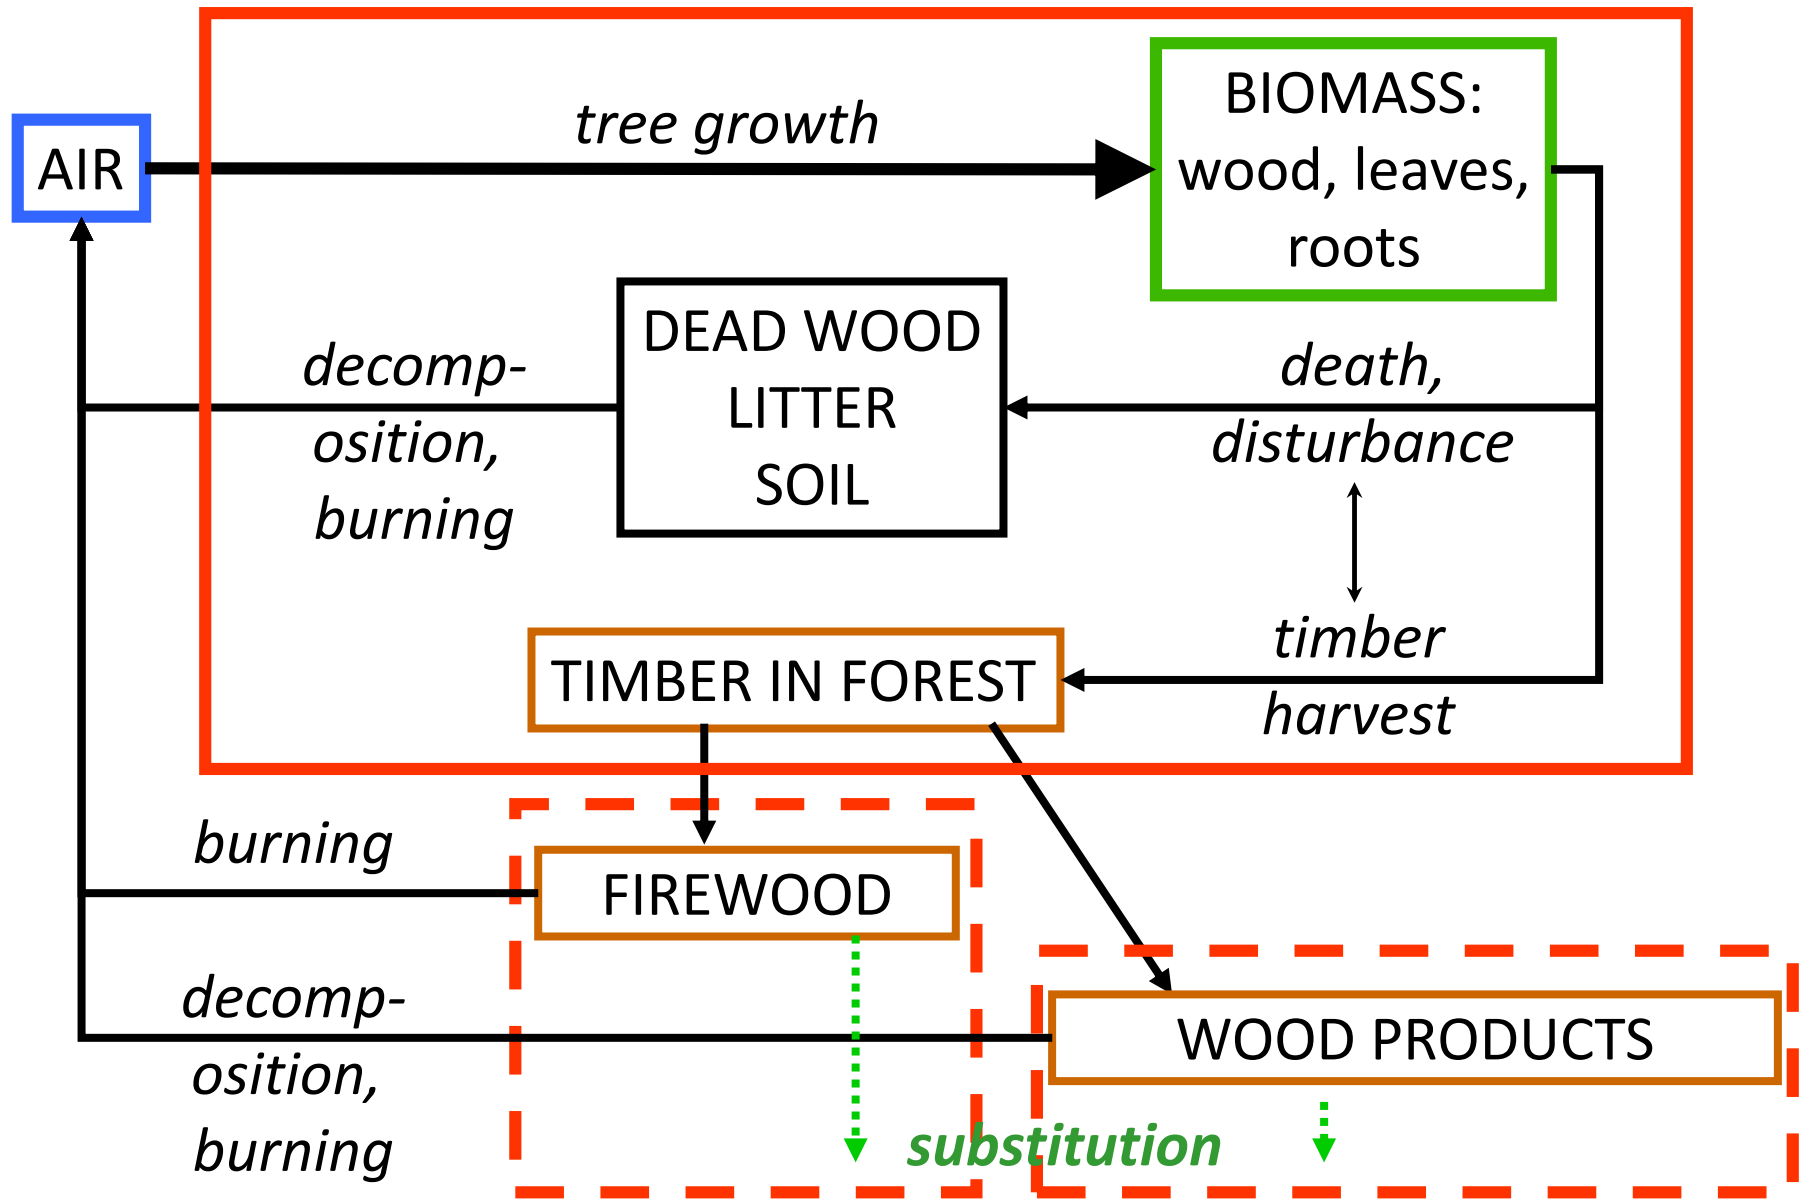 BIOMASS:
wood, leaves,
roots
tree growth
AIR
DEAD WOOD
LITTER
SOIL
decomp-
osition,
burning
death,
disturbance
timber
harvest
TIMBER IN FOREST
burning
FIREWOOD
decomp-
osition,
burning
WOOD PRODUCTS
substitution